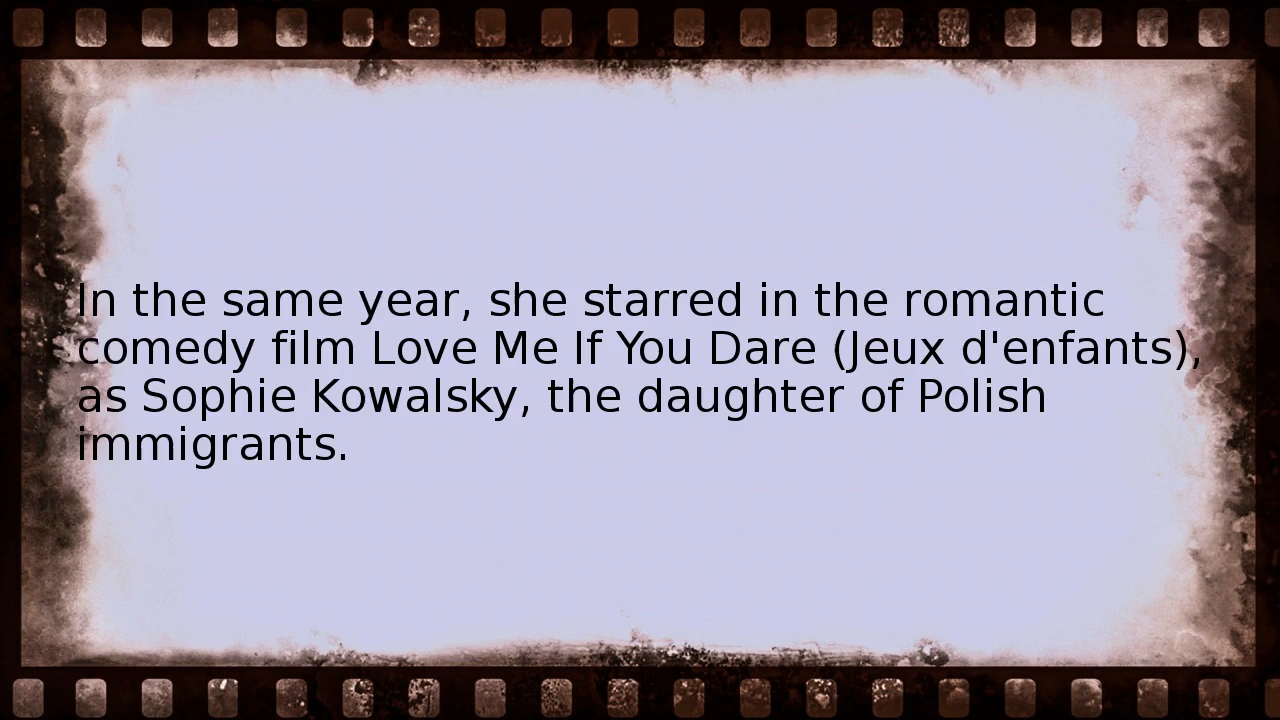 In the same year, she starred in the romantic
comedy film Love Me If You Dare (Jeux d'enfants),
as Sophie Kowalsky, the daughter of Polish
immigrants.